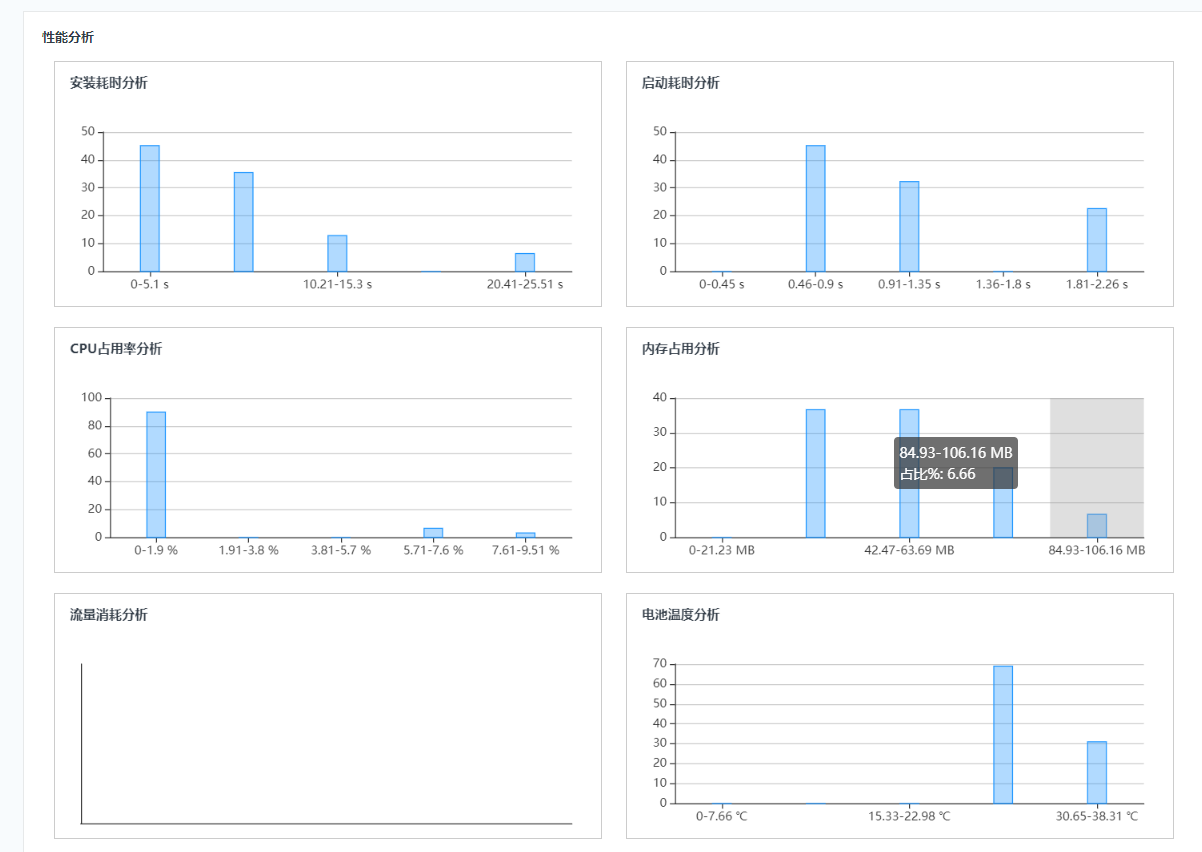 性能分析
安装耗时分析
50
40
30
20
10
0
0-5.1 s
10.21-15.3 s
20.41-25.51 s
启动耗时分析
50
40
30
20
10
0
0-0.45 s
0.46-0.9 s
0.91-1.35 s
1.36-1.8 s
1.81-2.26 s
CPU占用率分析
100
80
60
40
20
0
0-1.9 %
1.91-3.8 %
3.81-5.7 %
5.71-7.6 %
7.61-9.51 %
内存占用分析
40
30
20
10
0
84.93-106.16 MB
占比%: 6.66
0-21.23 MB
42.47-63.69 MB
84.93-106.16 MB
流量消耗分析
电池温度分析
70
60
50
40
30
20
10
0
0-7.66 ℃
15.33-22.98 ℃
30.65-38.31 ℃